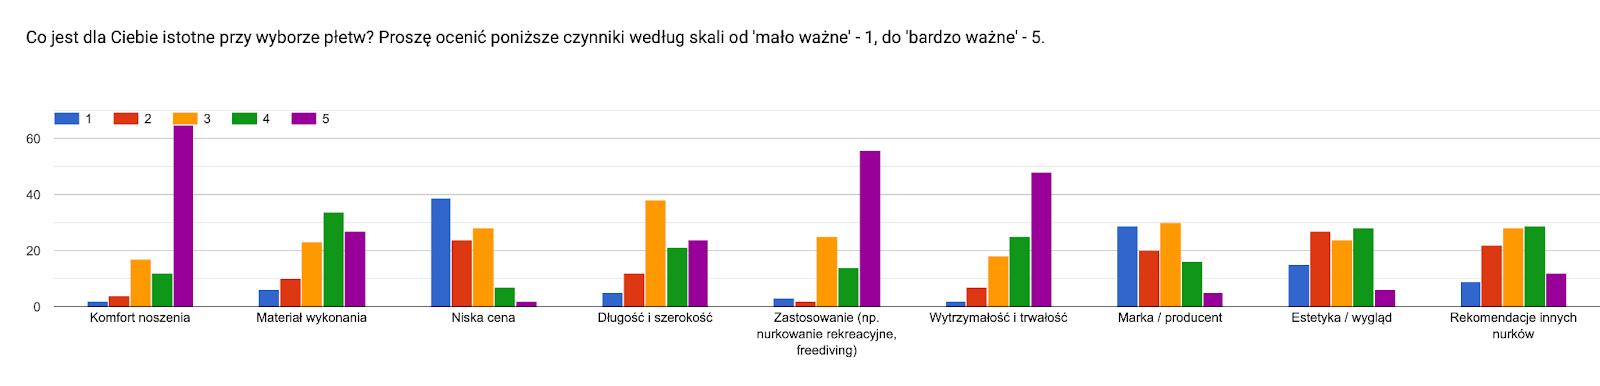 Co jest dla Ciebie istotne przy wyborze płetw? Proszę ocenić poniższe czynniki według skali od 'mało ważne' - 1, do 'bardzo ważne' - 5.
1 2 3 4 5
60
40
20
0
Komfort noszenia
Materiał wykonania
Niska cena
Długość i szerokość
Zastosowanie (np.
nurkowanie rekreacyjne,
freediving)
Wytrzymałość i trwałość
Marka / producent
Estetyka / wygląd
Rekomendacje innych
nurków